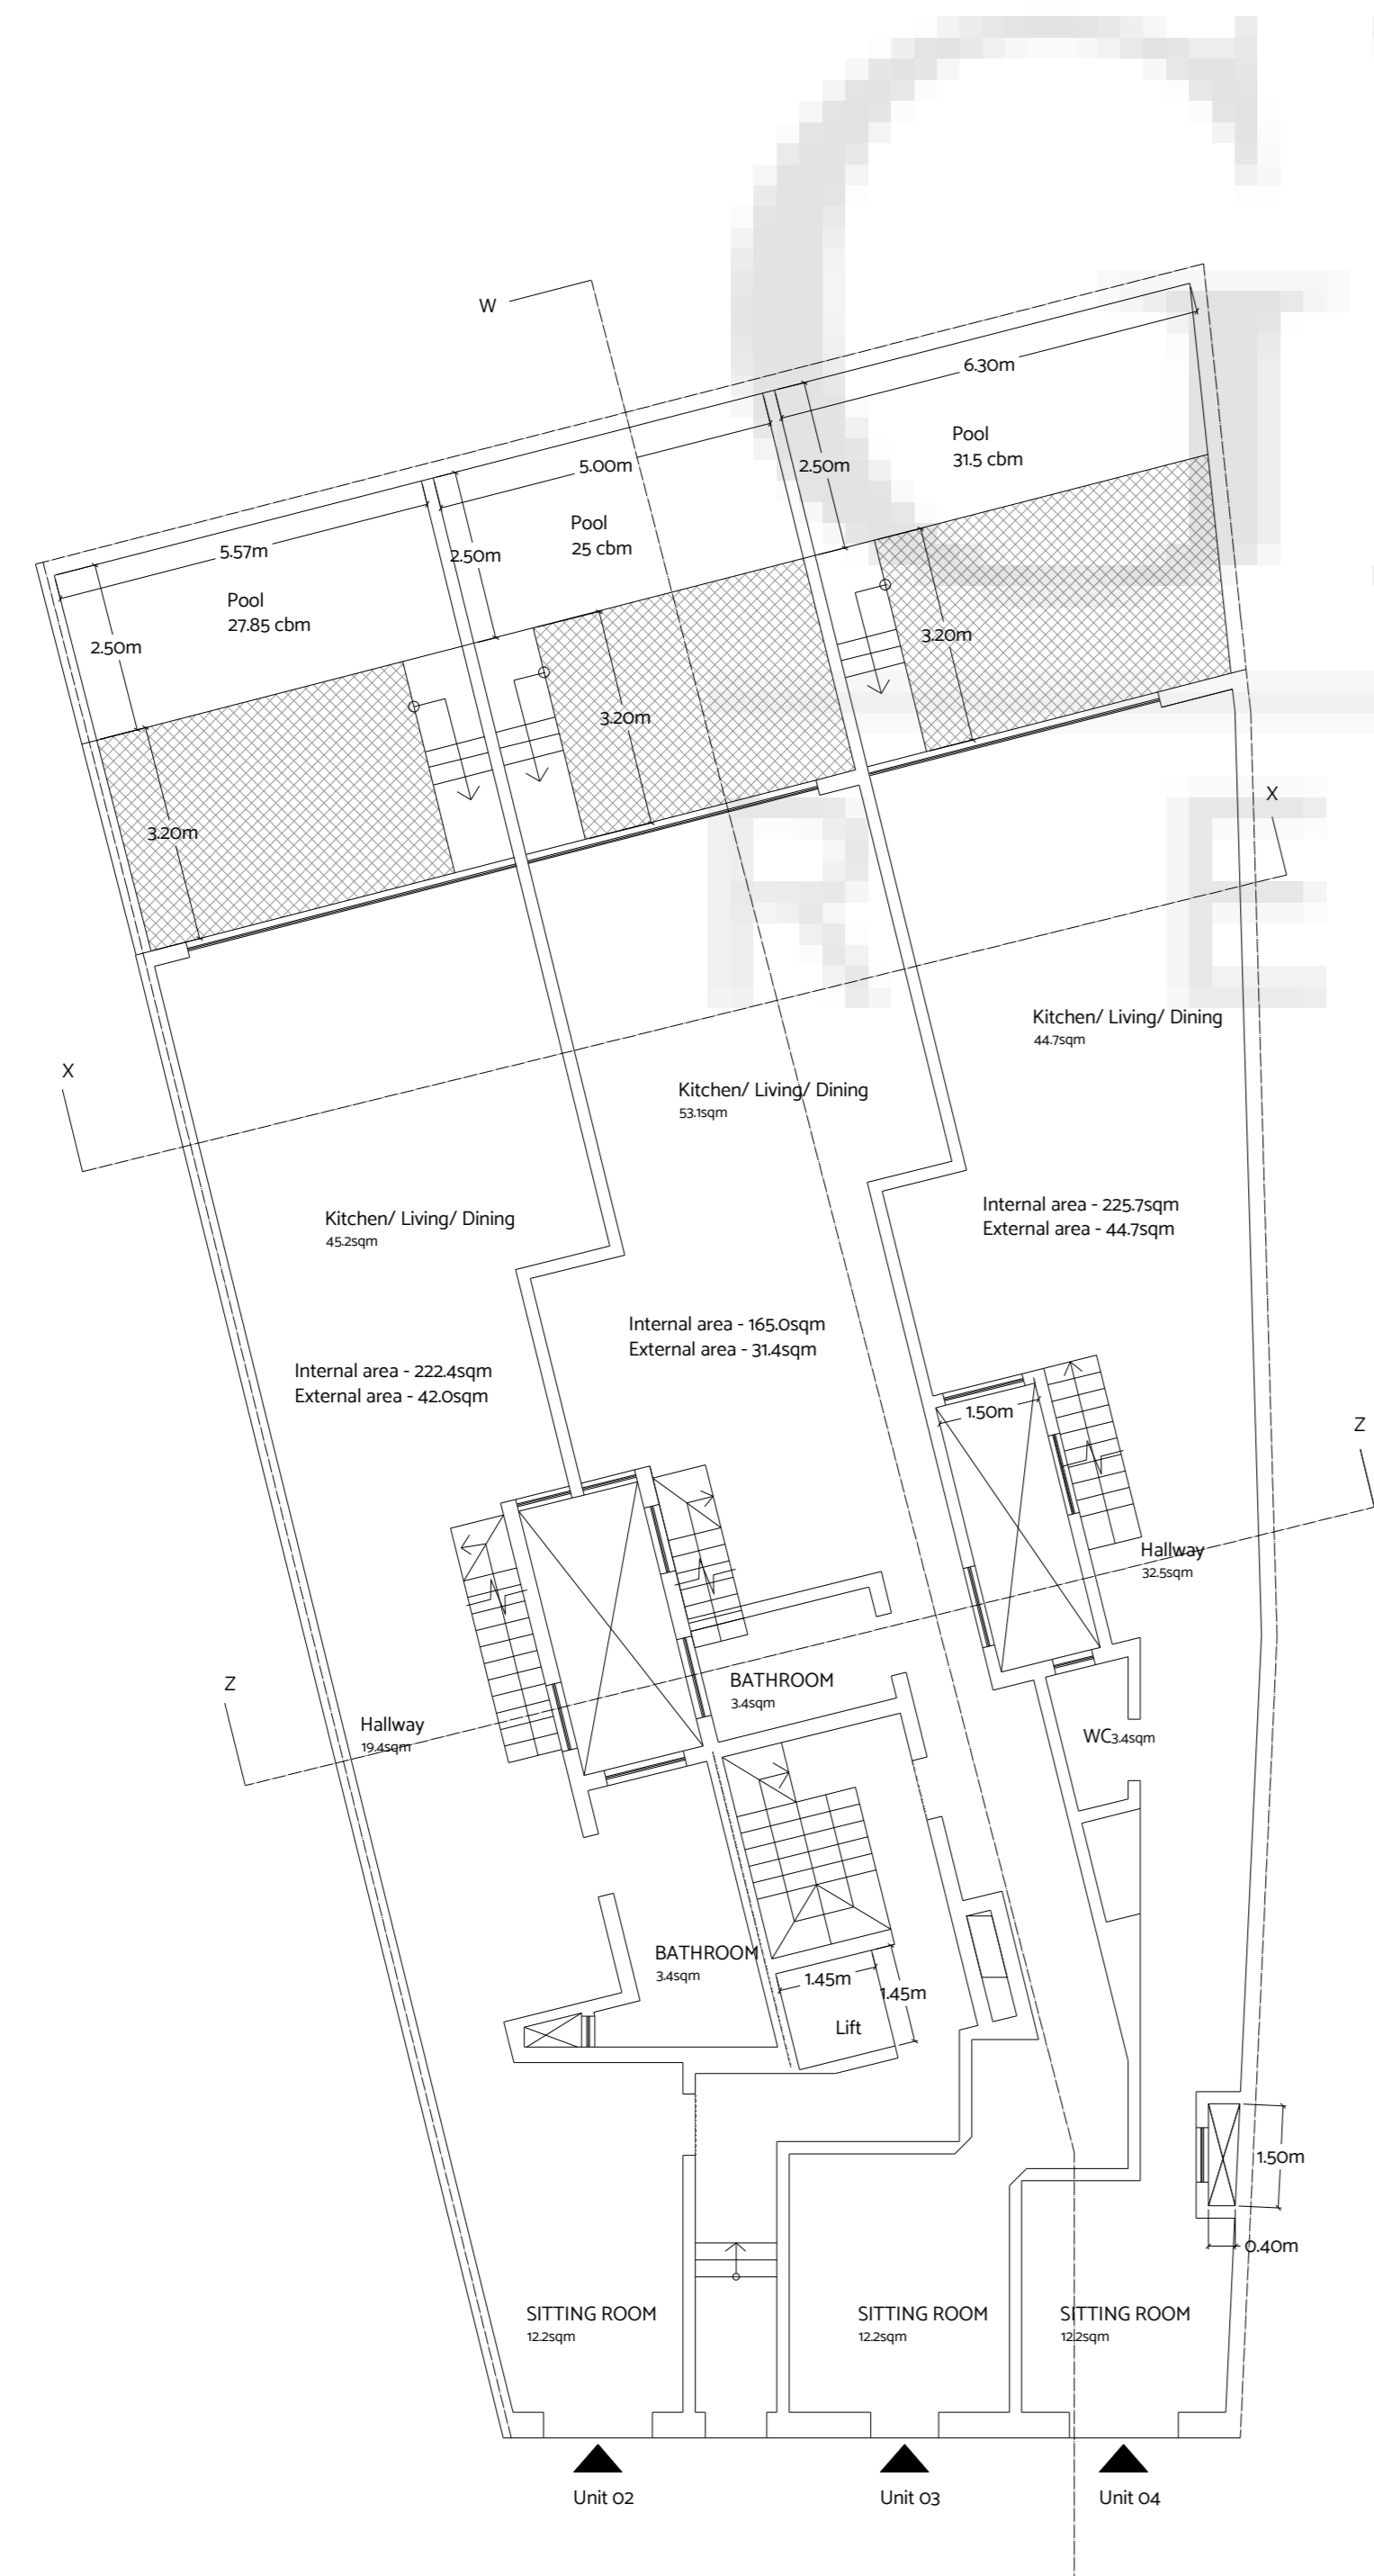 W
6.30m
Pool
31.5 cbm
5.00m
2.50m
Pool
25 cbm
5.57m
2.50m
Pool
27.85 cbm
2.50m
3.20m
3.20m
3.20m
X
Kitchen/ Living/ Dining
44.7sqm
X
Kitchen/ Living/ Dining
53.1sqm
Kitchen/ Living/ Dining
45.2sqm
Internal area - 225.7sqm
External area - 44.7sqm
Internal area - 165.0sqm
External area - 31.4sqm
Internal area - 222.4sqm
External area - 42.0sqm
1.50m
Z
Hallway
32.5sqm
Z
BATHROOM
3.4sqm
Hallway
19.4sqm
WC3.4sqm
BATHROOM
3.4sqm
1.45m
1.45m
Lift
1.50m
0.40m
SITTING ROOM
12.2sqm
SITTING ROOM
12.2sqm
SITTING ROOM
12.2sqm
Unit 02
Unit 03
Unit 04
G
T
R E